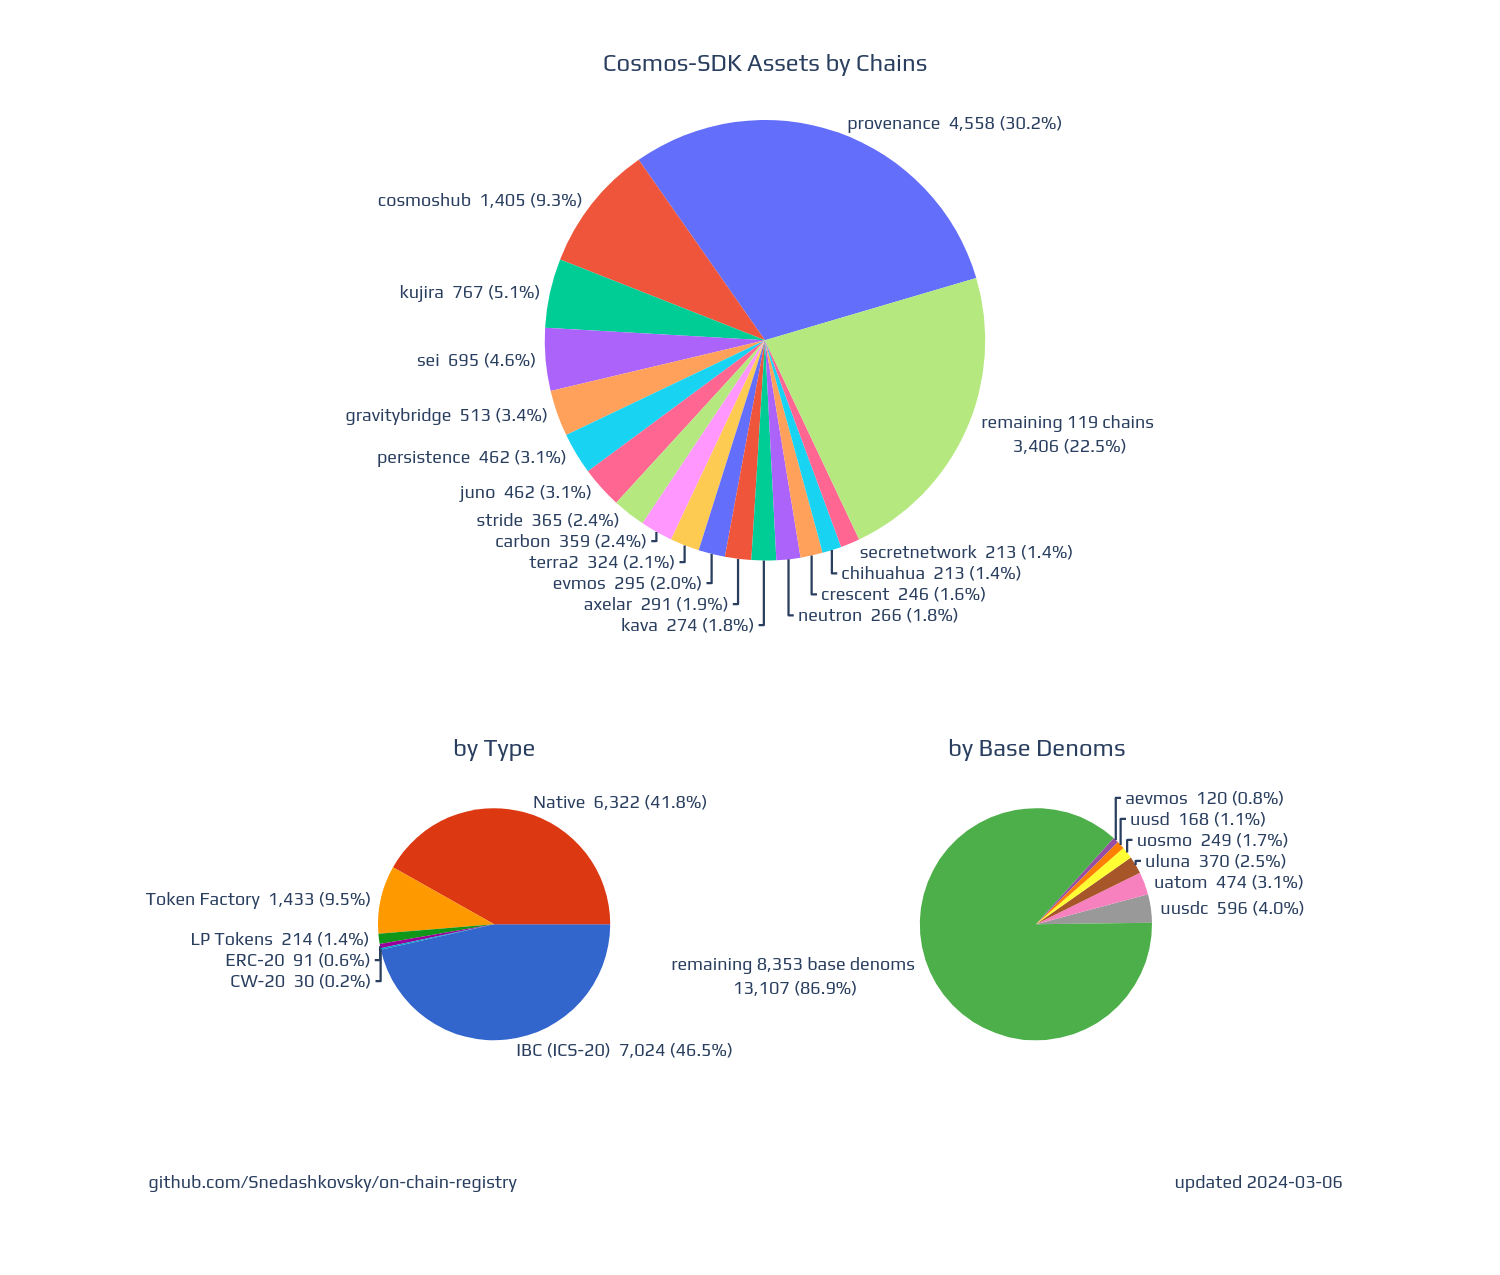 Cosmos-SDK Assets by Chains
provenance 4,558 (30.2%)
cosmoshub 1,405 (9.3%)
kujira 767 (5.1%)
sei 695 (4.6%)
gravitybridge 513 (3.4%)
remaining 119 chains
3,406 (22.5%)
persistence 462 (3.1%)
juno 462 (3.1%)
stride 365 (2.4%)
carbon 359 (2.4%)
terra2 324 (2.1%)
evmos 295 (2.0%)
axelar 291 (1.9%)
kava 274 (1.8%)
secretnetwork 213 (1.4%)
chihuahua 213 (1.4%)
crescent 246 (1.6%)
neutron 266 (1.8%)
by Type
Native 6,322 (41.8%)
Token Factory 1,433 (9.5%)
LP Tokens 214 (1.4%)
ERC-20 91 (0.6%)
CW-20 30 (0.2%)
IBC (ICS-20) 7,024 (46.5%)
by Base Denoms
aevmos 120 (0.8%)
uusd 168 (1.1%)
uosmo 249 (1.7%)
uluna 370 (2.5%)
uatom 474 (3.1%)
uusdc 596 (4.0%)
remaining 8,353 base denoms
13,107 (86.9%)
github.com/Snedashkovsky/on-chain-registry
updated 2024-03-06